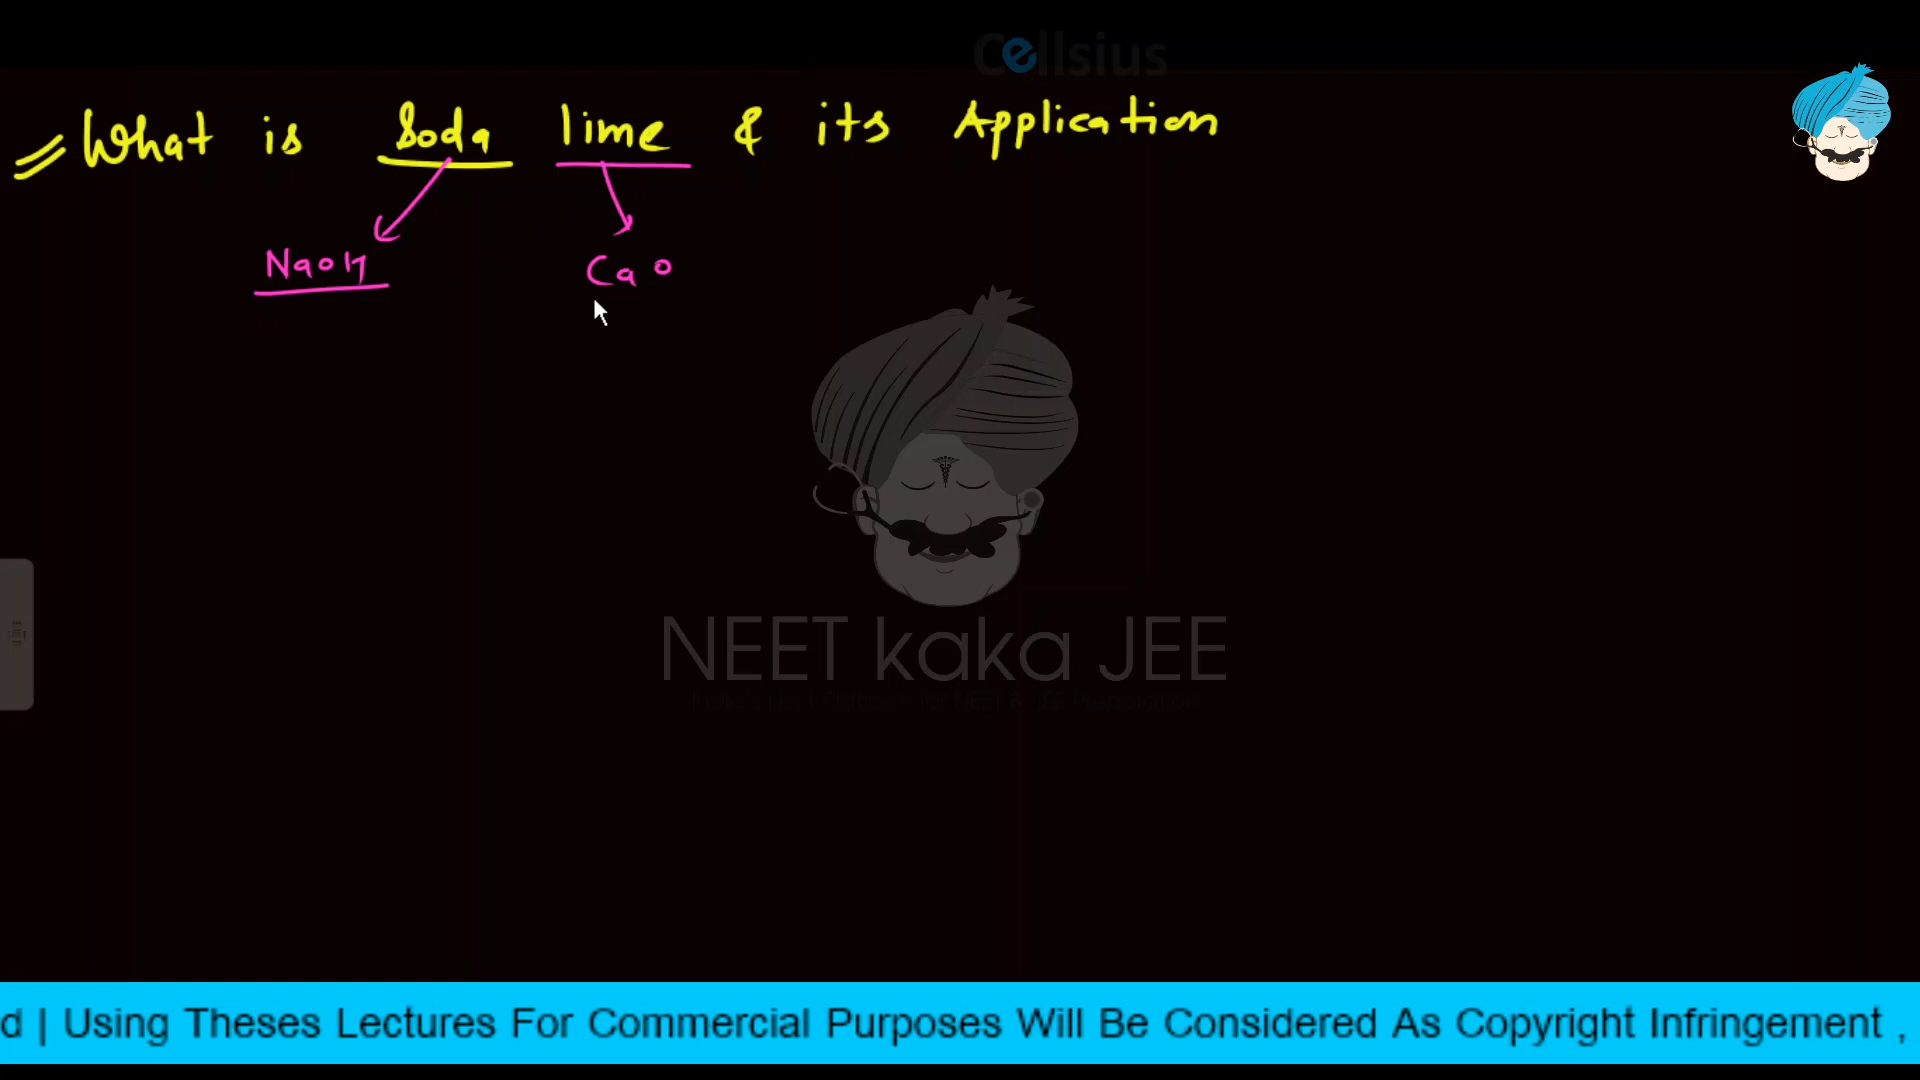 Cellsius
What is Soda lime & its Application
NaOH CaO
NEET kaka JEE
d | Using Theses Lectures For Commercial Purposes Will Be Considered As Copyright Infringement ,